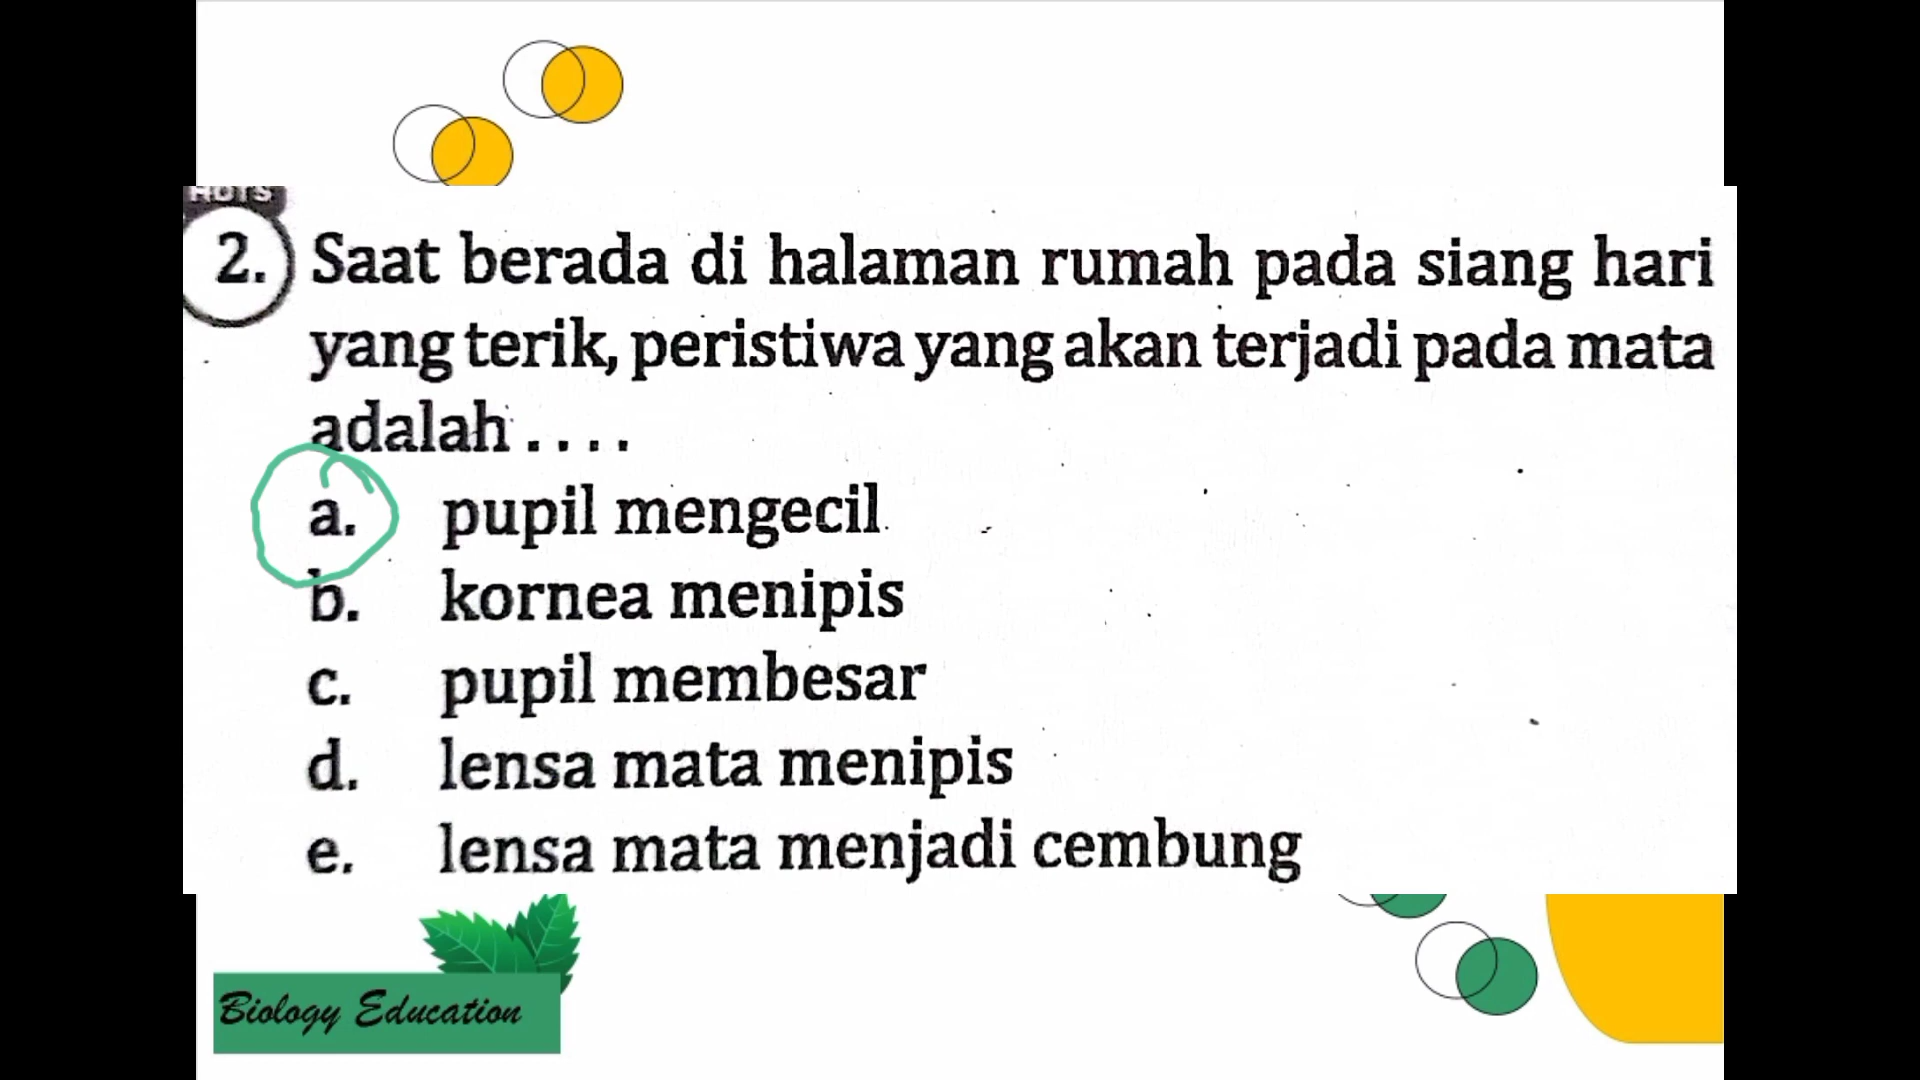 HOTS
2. Saat berada di halaman rumah pada siang hari
yang terik, peristiwa yang akan terjadi pada mata
adalah . . . .
a. pupil mengecil
b. kornea menipis
c. pupil membesar
d. lensa mata menipis
e. lensa mata menjadi cembung
Biology Education